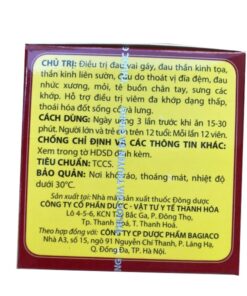 CHỦ TRỊ: Điều trị đau vai gáy, đau thần kinh tọa,
thần kinh liên sườn, đau do thoát vị đĩa đệm, đau
nhức xương, mỏi, tê buồn chân tay, sưng các
khớp. Hỗ trợ điều trị viêm đa khớp dạng thấp,
thoái hóa đốt sống cổ và lưng.
CÁCH DÙNG: Ngày uống 3 lần trước khi ăn 15-30
phút. Người lớn và trẻ em trên 12 tuổi: Mỗi lần 12 viên.
CHỐNG CHỈ ĐỊNH VÀ CÁC THÔNG TIN KHÁC:
Xem trong tờ HDSD đính kèm.
TIÊU CHUẨN: TCCS.
BẢO QUẢN: Nơi khô ráo, thoáng mát, nhiệt độ
dưới 30°C.
Sản xuất tại: Nhà máy sản xuất thuốc Đông dược
CÔNG TY CỔ PHẦN DƯỢC - VẬT TƯ Y TẾ THANH HÓA
Lô 4-5-6, KCN Tây Bắc Ga, P. Đông Thọ,
Tp. Thanh Hoá, T. Thanh Hoá.
Theo hợp đồng với: CÔNG TY CP DƯỢC PHẨM BAGIACO
Nhà A3, số 15, ngõ 91 Nguyễn Chí Thanh, P. Láng Hạ,
Q. Đống Đa, TP. Hà Nội.